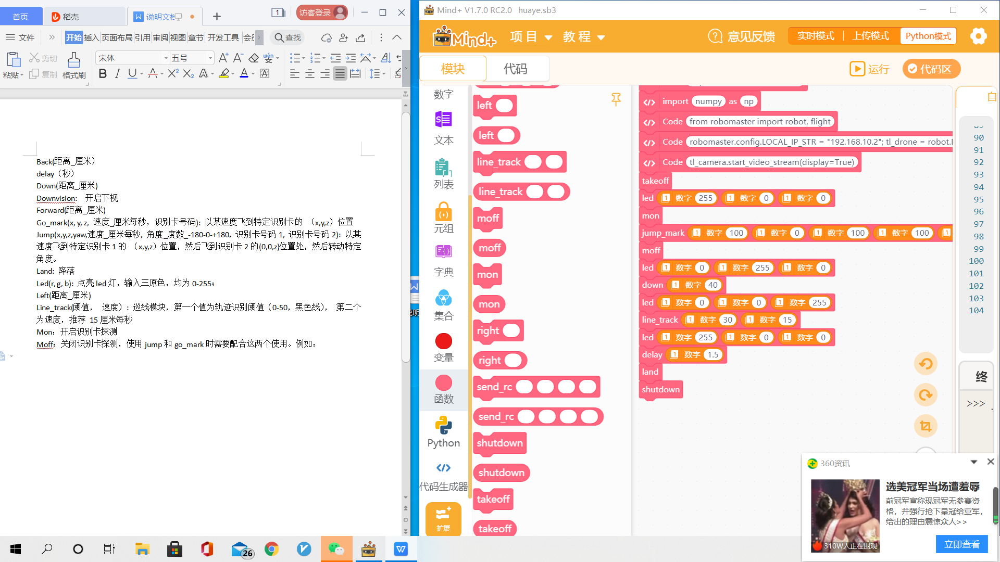 首页
稻壳
说明文档
1
访客登录
文件
开始
插入
页面布局
引用
审阅
视图
章节
开发工具
查找
粘贴
剪切
复制
格式刷
宋体
五号
Back(距离_厘米）
delay（秒）
Down(距离_厘米)
Downvision: 开启下视
Forward(距离_厘米)
Go_mark(x, y, z, 速度_厘米每秒，识别卡号码): 以某速度飞到特定识别卡的 （x,y,z）位置
Jump(x,y,z,yaw,速度_厘米每秒, 角度_度数_-180-0-+180，识别卡号码 1, 识别卡号码 2): 以某
速度飞到特定识别卡 1 的 （x,y,z）位置，然后飞到识别卡 2 的(0,0,z)位置处，然后转动特定
角度。
Land: 降落
Led(r, g, b): 点亮 led 灯，输入三原色，均为 0-255；
Left(距离_厘米)
Line_track(阈值， 速度）：巡线模块，第一个值为轨迹识别阈值（0-50，黑色线）， 第二个
为速度，推荐 15 厘米每秒
Mon：开启识别卡探测
Moff：关闭识别卡探测，使用 jump 和 go_mark 时需要配合这两个使用。例如：
Mind+ V1.7.0 RC2.0 huaye.sb3
Mind+
项目
教程
意见反馈
实时模式
上传模式
Python模式
模块
代码
运行
代码区
数字
文本
列表
元组
字典
集合
变量
函数
Python
代码生成器
扩展
left
left
line_track
line_track
moff
moff
mon
mon
right
right
send_rc
send_rc
shutdown
shutdown
takeoff
takeoff
import numpy as np
Code from robomaster import robot, flight
Code robomaster.config.LOCAL_IP_STR = "192.168.10.2"; tl_drone = robot.
Code tl_camera.start_video_stream(display=True)
takeoff
led 数字 255 数字 0 数字 0
mon
jump_mark 数字 100 数字 0 数字 100 数字 100
moff
led 数字 0 数字 255 数字 0
down 数字 40
led 数字 0 数字 0 数字 255
line_track 数字 30 数字 15
led 数字 255 数字 0 数字 0
delay 数字 1.5
land
shutdown
自
90
91
92
93
94
95
96
97
98
99
100
101
102
103
104
终
>>>
360资讯
选美冠军当场遭羞辱
前冠军宣称现冠军无参赛资
格，并强行抢下皇冠给亚军，
给出的理由震惊众人>>
310W人正在围观
立即查看
26